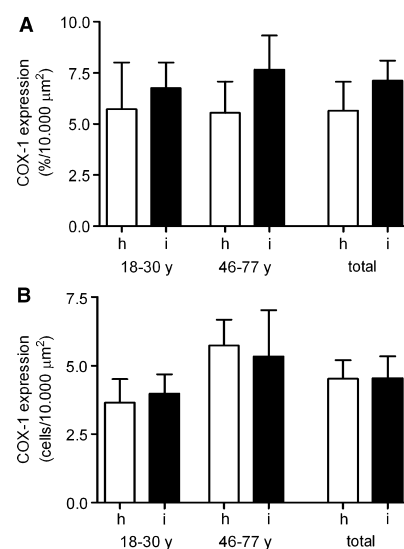 A
COX-1 expression
(%/10.000 µm²)
10.0
7.5
5.0
2.5
0.0
h i h i h i
18-30 y 46-77 y total
B
COX-1 expression
(cells/10.000 µm²)
7.5
5.0
2.5
0.0
h i h i h i
18-30 y 46-77 y total